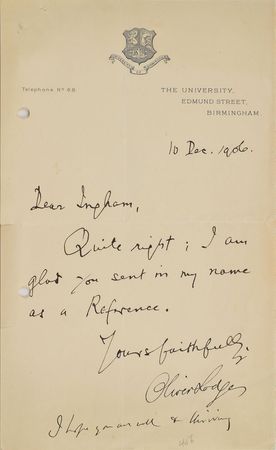 Telephone Nº 68.
THE UNIVERSITY,
EDMUND STREET,
BIRMINGHAM.
10 Dec. 1906.
Dear Ingham,
Quite right; I am
glad you sent in my name
as a Reference.
Yours faithfully,
Oliver Lodge
I hope you are well & thriving